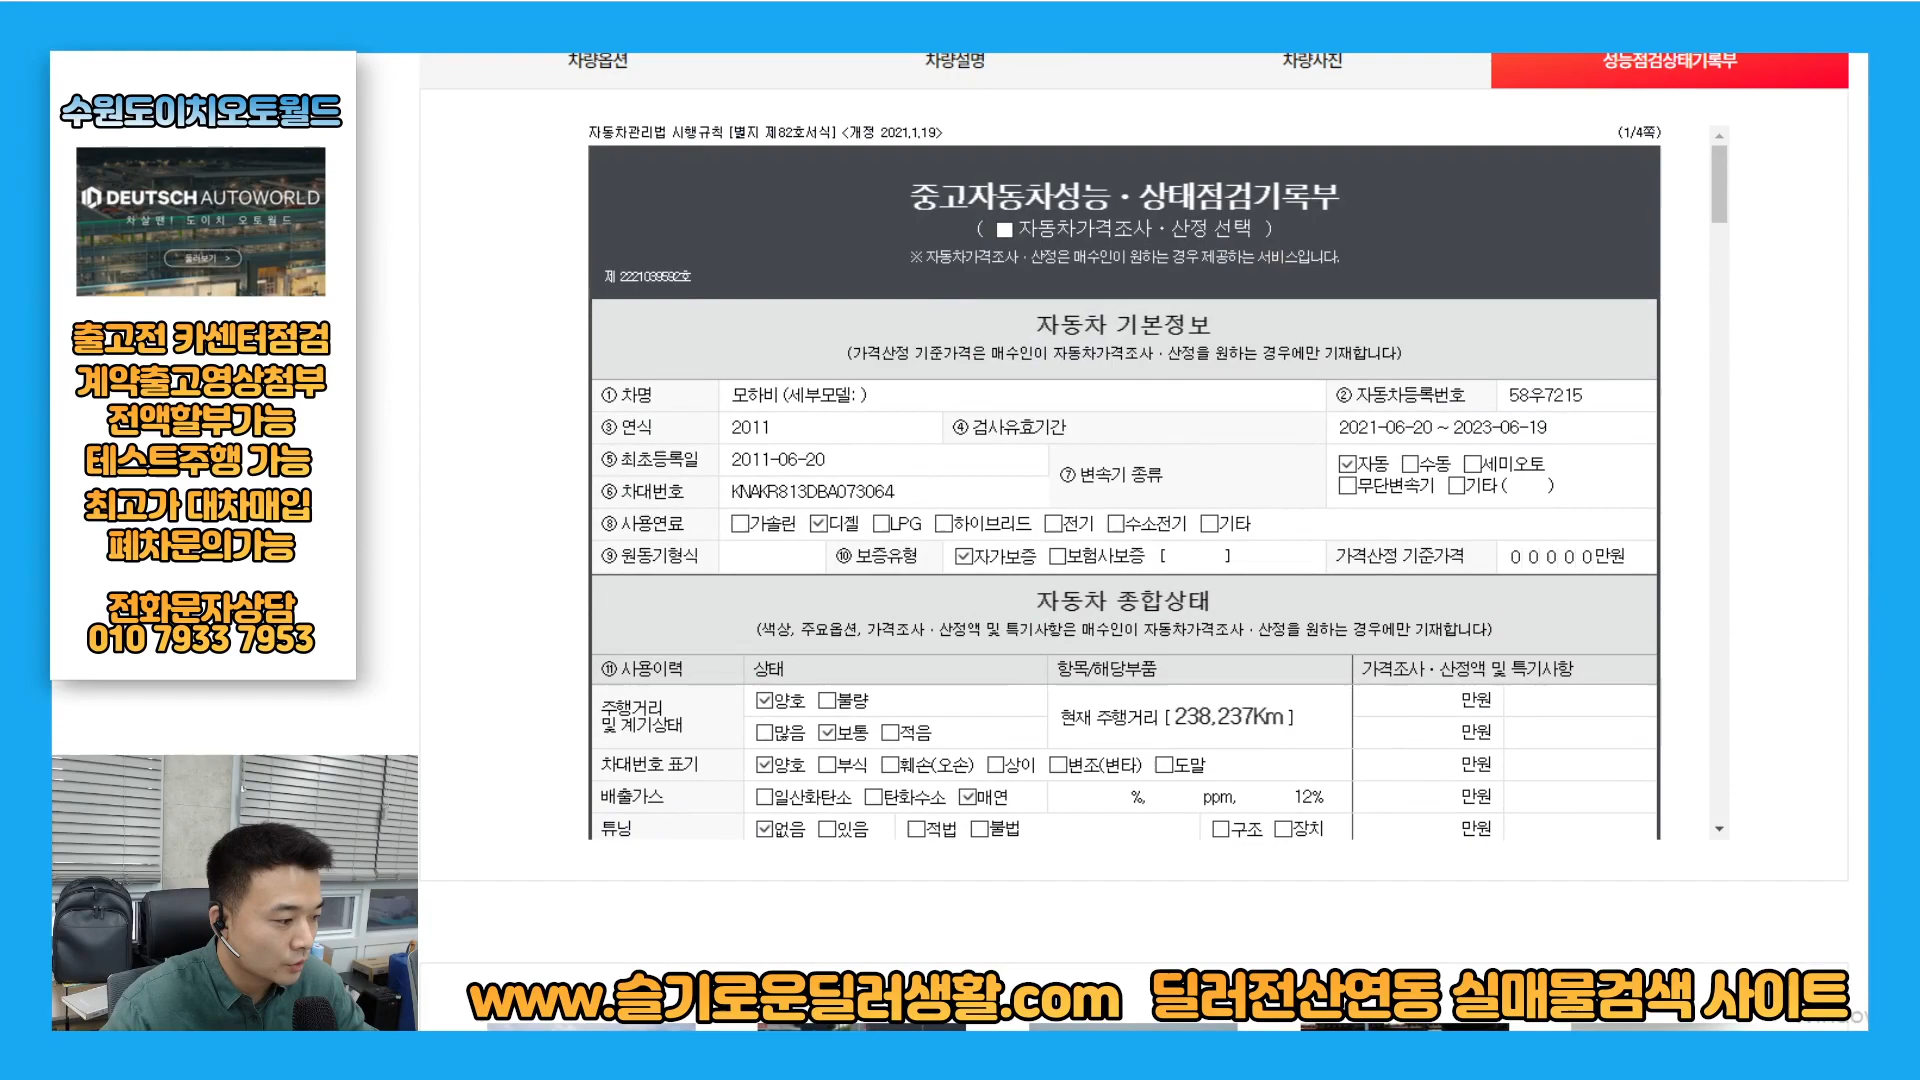 수원도이치오토월드
DEUTSCH AUTOWORLD
차 살 땐 ! 도 이 치 오 토 월 드
둘러보기 >
출고전 카센터점검
계약출고영상첨부
전액할부가능
테스트주행 가능
최고가 대차매입
폐차문의가능
전화문자상담
010 7933 7953
차량옵션 차량설명 차량사진 성능점검상태기록부
자동차관리법 시행규칙 [별지 제82호서식] <개정 2021.1.19> (1/4쪽)
중고자동차성능 · 상태점검기록부
( ■ 자동차가격조사 · 산정 선택 )
※ 자동차가격조사 · 산정은 매수인이 원하는 경우 제공하는 서비스입니다.
제 2221039592호
자동차 기본정보
(가격산정 기준가격은 매수인이 자동차가격조사 · 산정을 원하는 경우에만 기재합니다)
① 차명 모하비 (세부모델: ) ② 자동차등록번호 58우7215
③ 연식 2011 ④ 검사유효기간 2021-06-20 ~ 2023-06-19
⑤ 최초등록일 2011-06-20 ⑦ 변속기 종류 ☑자동 □수동 □세미오토
⑥ 차대번호 KNAKR813DBA073064 □무단변속기 □기타 ( )
⑧ 사용연료 □가솔린 ☑디젤 □LPG □하이브리드 □전기 □수소전기 □기타
⑨ 원동기형식 ⑩ 보증유형 ☑자가보증 □보험사보증 [ ] 가격산정 기준가격 0 0 0 0 0만원
자동차 종합상태
(색상, 주요옵션, 가격조사 · 산정액 및 특기사항은 매수인이 자동차가격조사 · 산정을 원하는 경우에만 기재합니다)
⑪ 사용이력 상태 항목/해당부품 가격조사 · 산정액 및 특기사항
주행거리 및 계기상태 ☑양호 □불량 현재 주행거리 [ 238,237Km ] 만원
□많음 ☑보통 □적음 만원
차대번호 표기 ☑양호 □부식 □훼손(오손) □상이 □변조(변타) □도말 만원
배출가스 □일산화탄소 □탄화수소 ☑매연 %, ppm, 12% 만원
튜닝 ☑없음 □있음 □적법 □불법 □구조 □장치 만원
www.슬기로운딜러생활.com 딜러전산연동 실매물검색 사이트